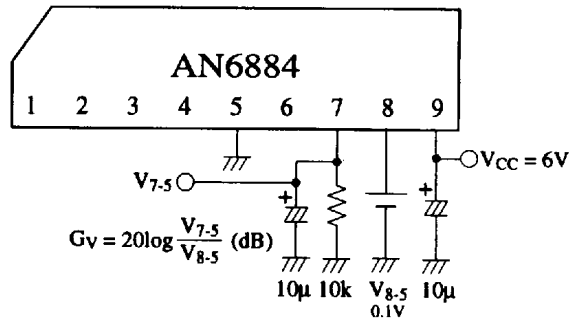 AN6884
1 2 3 4 5 6 7 8 9
V7-5
+
+
VCC = 6V
GV = 20log V7-5 / V8-5 (dB)
10μ 10k V8-5 10μ
0.1V